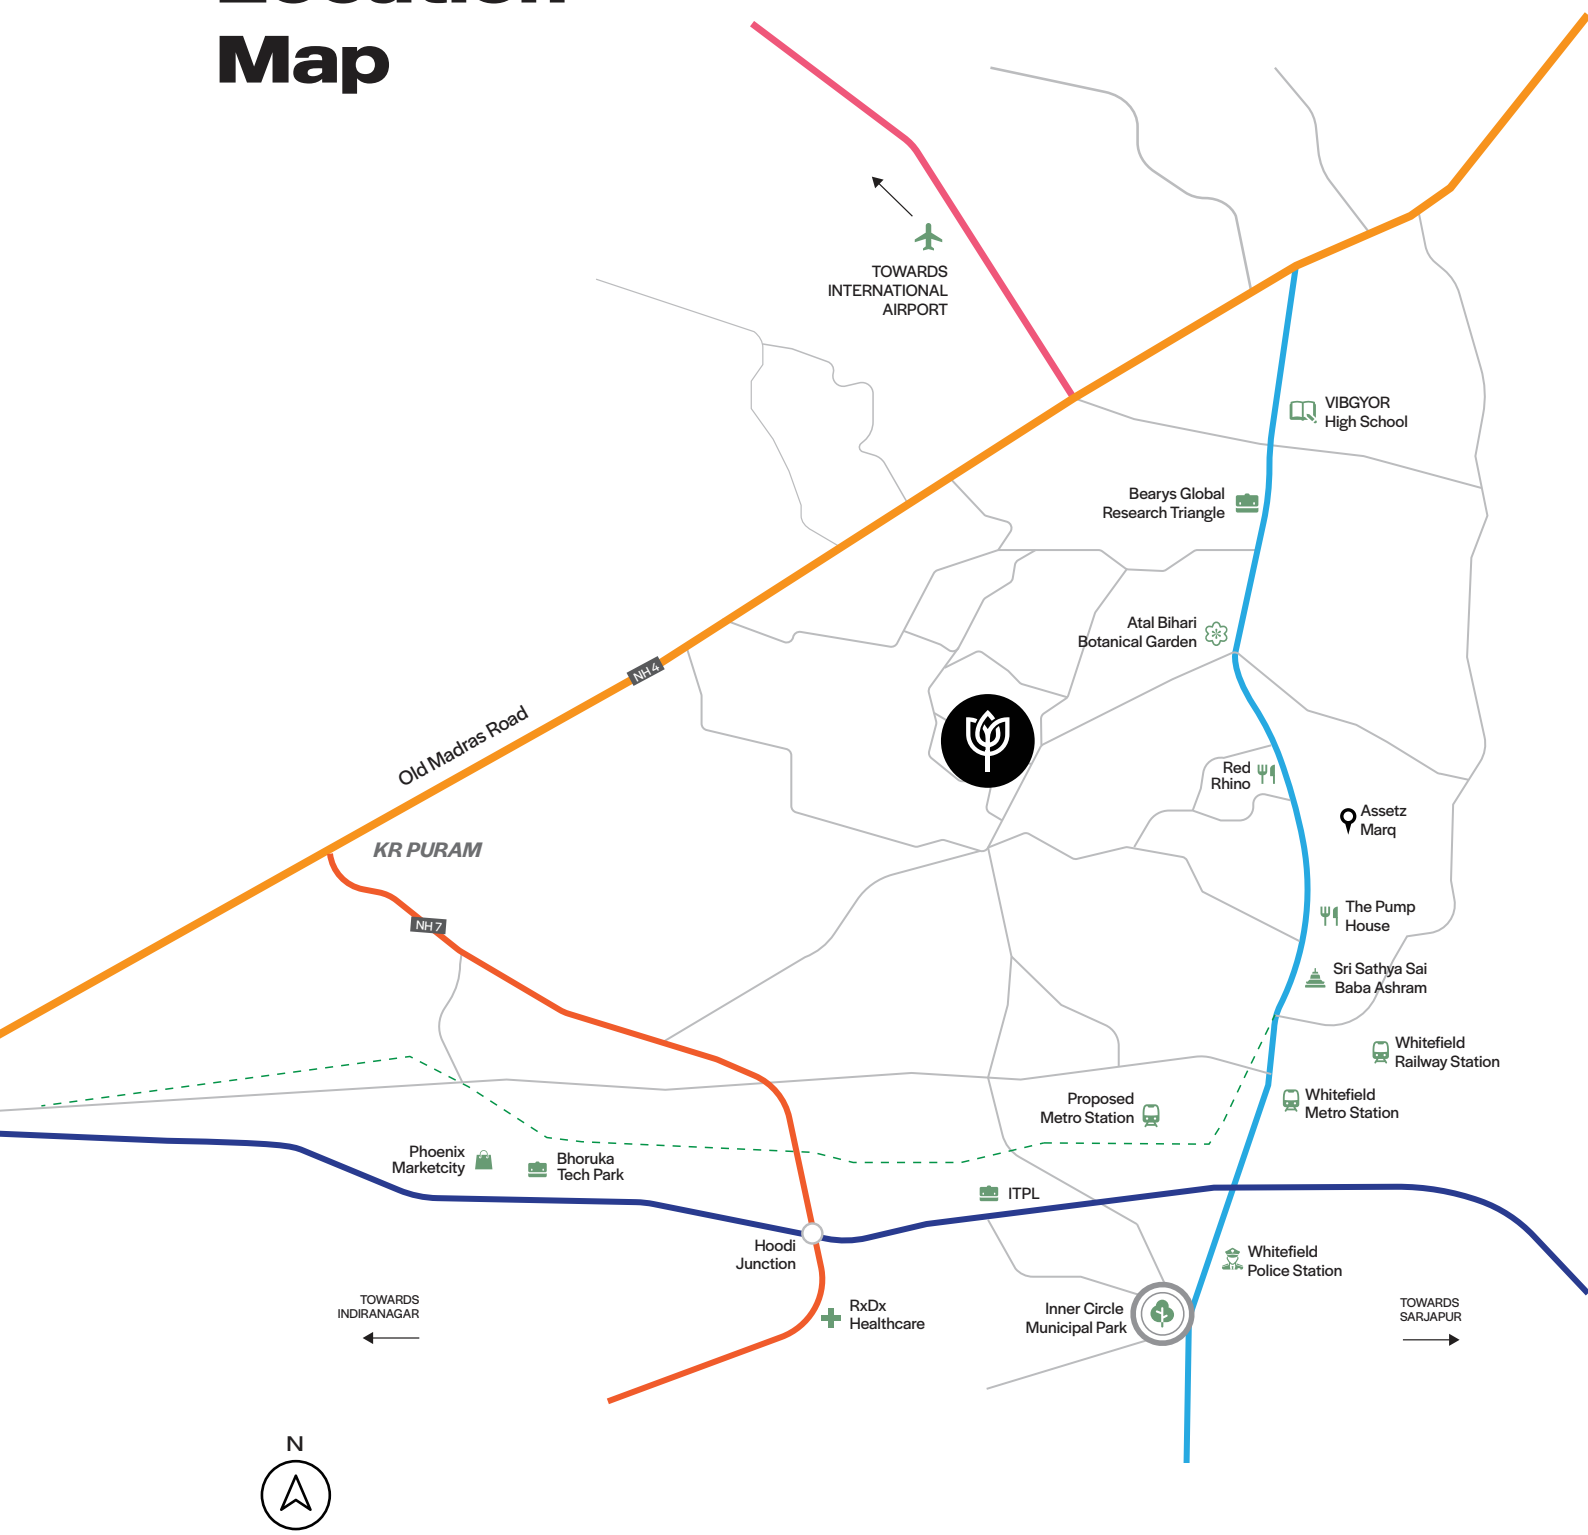 Location
Map
TOWARDS
INTERNATIONAL
AIRPORT
VIBGYOR
High School
Bearys Global
Research Triangle
Atal Bihari
Botanical Garden
NH 4
Old Madras Road
Red
Rhino
Assetz
Marq
KR PURAM
NH 7
The Pump
House
Sri Sathya Sai
Baba Ashram
Whitefield
Railway Station
Proposed
Metro Station
Whitefield
Metro Station
Phoenix
Marketcity
Bhoruka
Tech Park
ITPL
Hoodi
Junction
Whitefield
Police Station
TOWARDS
INDIRANAGAR
RxDx
Healthcare
Inner Circle
Municipal Park
TOWARDS
SARJAPUR
N